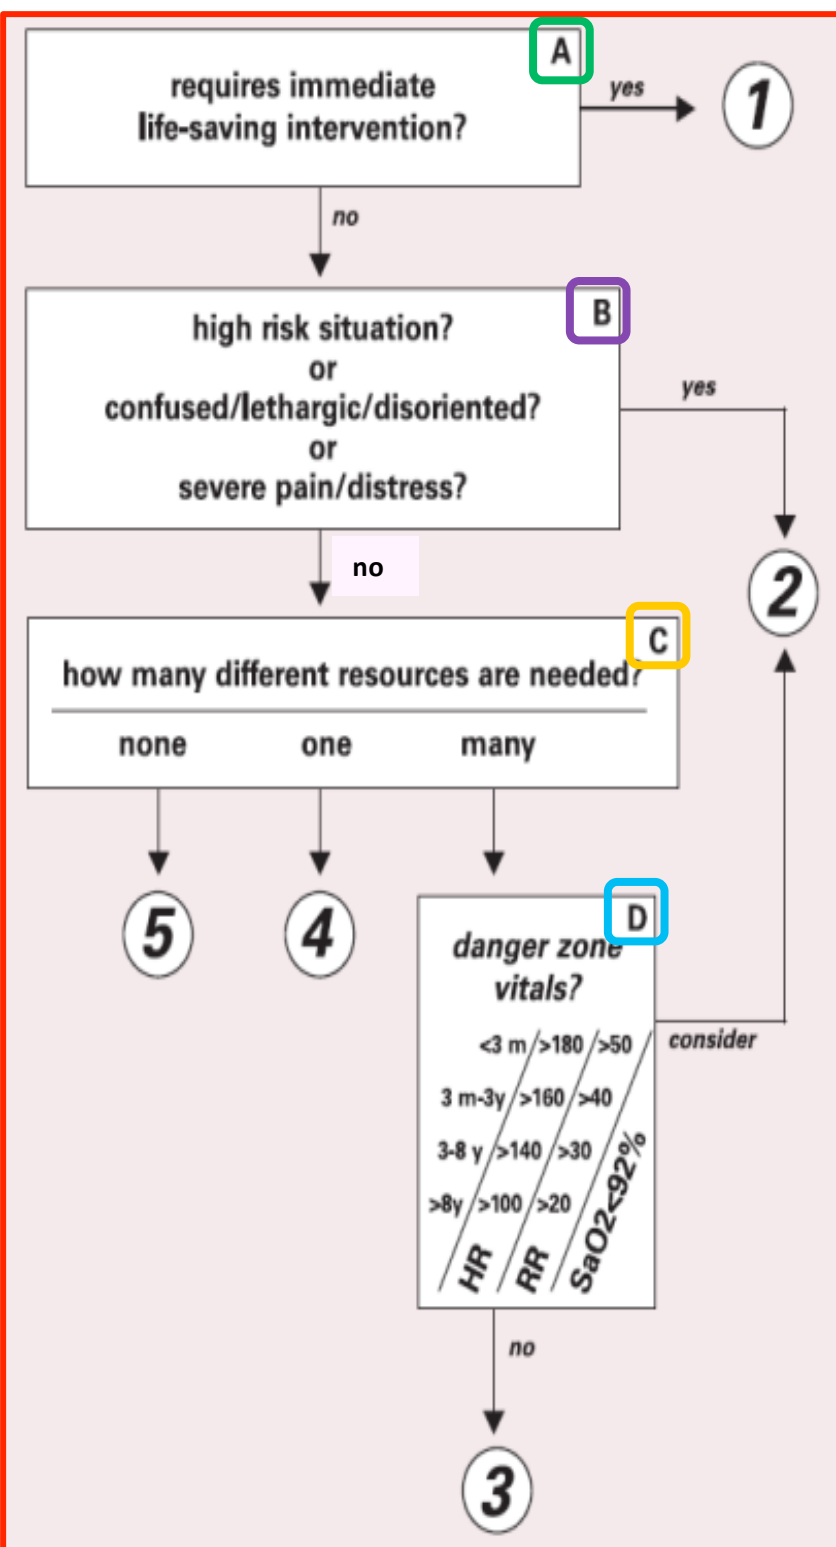 A
requires immediate
life-saving intervention?
yes
1
no
B
high risk situation?
or
confused/lethargic/disoriented?
or
severe pain/distress?
yes
no
2
C
how many different resources are needed?
none one many
5 4
D
danger zone
vitals?
<3 m >180 >50
3 m-3y >160 >40
3-8 y >140 >30
>8y >100 >20
HR RR SaO2<92%
consider
no
3